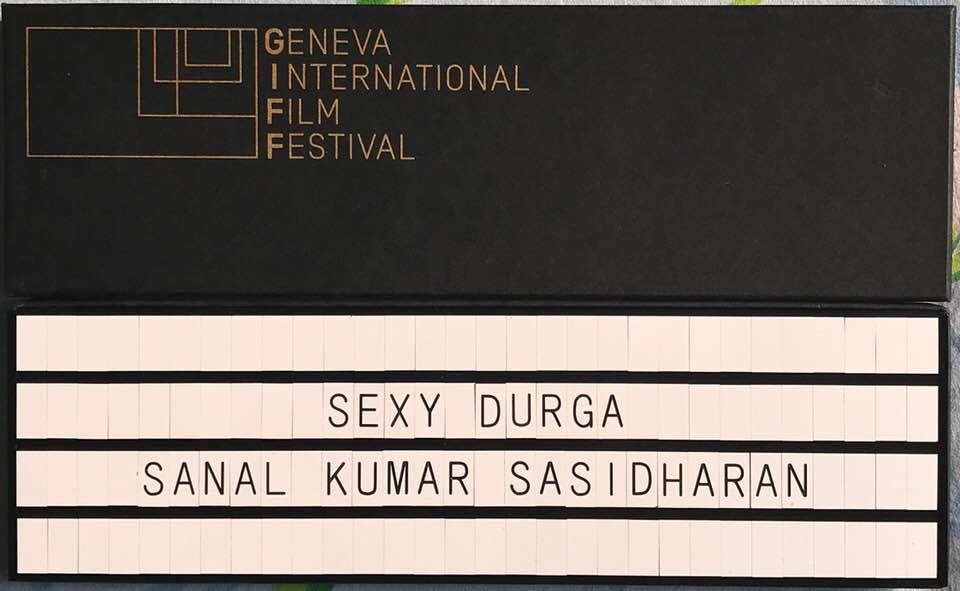 GENEVA
INTERNATIONAL
FILM
FESTIVAL
SEXY DURGA
SANAL KUMAR SASIDHARAN